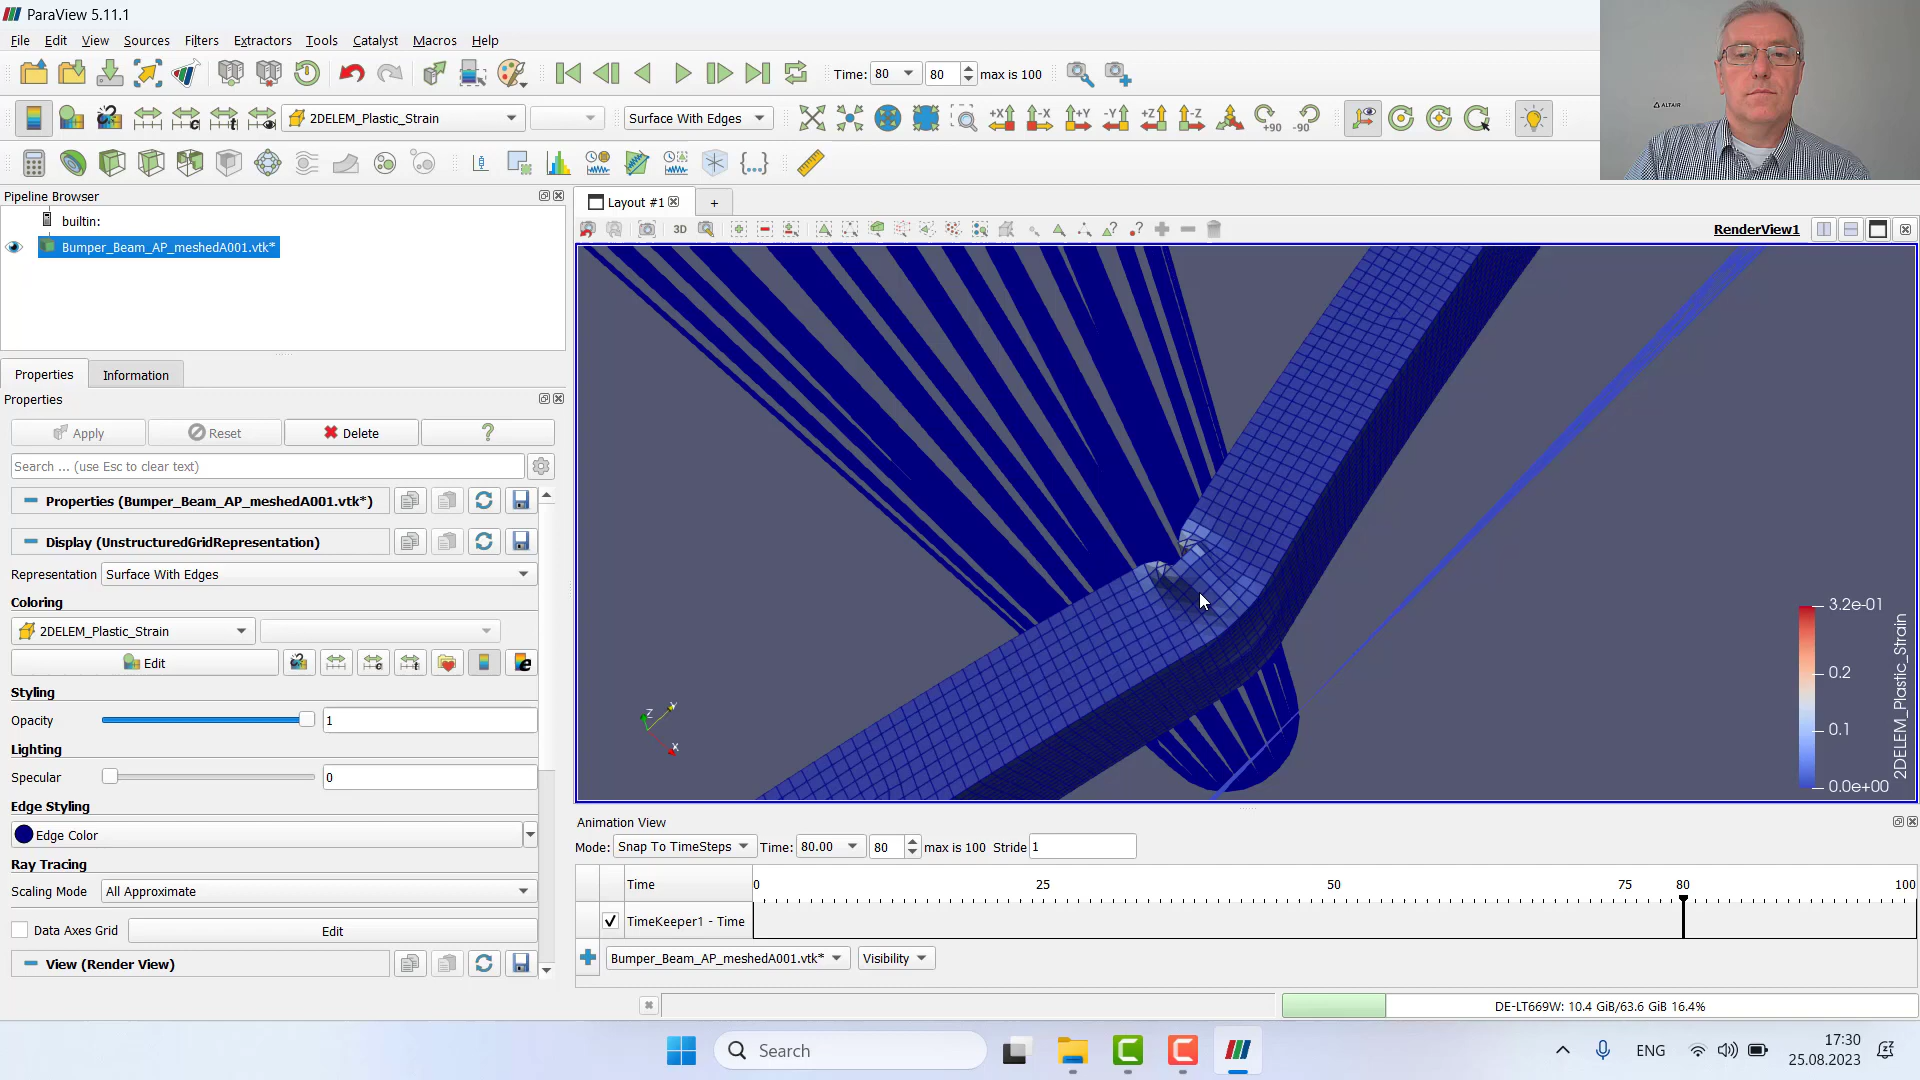 ParaView 5.11.1
File Edit View Sources Filters Extractors Tools Catalyst Macros Help
Time: 80 80 max is 100
2DELEM_Plastic_Strain Surface With Edges +X -X +Y -Y +Z -Z +90 -90
ALTAIR
Pipeline Browser
builtin:
Bumper_Beam_AP_meshedA001.vtk*
Layout #1 +
3D
RenderView1
Properties Information
Properties
Apply Reset Delete ?
Search ... (use Esc to clear text)
Properties (Bumper_Beam_AP_meshedA001.vtk*)
Display (UnstructuredGridRepresentation)
Representation Surface With Edges
Coloring
2DELEM_Plastic_Strain
Edit
Styling
Opacity 1
Lighting
Specular 0
Edge Styling
Edge Color
Ray Tracing
Scaling Mode All Approximate
Data Axes Grid Edit
View (Render View)
Z Y X
3.2e-01
0.2
0.1
0.0e+00
2DELEM_Plastic_Strain
Animation View
Mode: Snap To TimeSteps Time: 80.00 80 max is 100 Stride 1
Time 0 25 50 75 80 100
TimeKeeper1 - Time
Bumper_Beam_AP_meshedA001.vtk* Visibility
DE-LT669W: 10.4 GiB/63.6 GiB 16.4%
Search
ENG
17:30
25.08.2023